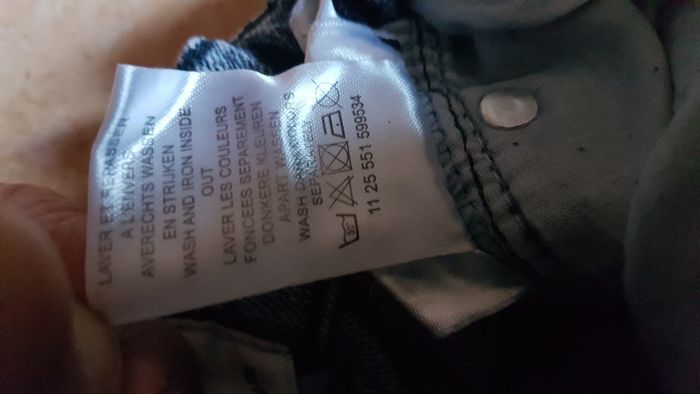 LAVER ET REPASSER
A L'ENVERS
AVERECHTS WASSEN
EN STRIJKEN
WASH AND IRON INSIDE
OUT
LAVER LES COULEURS
FONCEES SEPAREMENT
DONKERE KLEUREN
APART WASSEN
WASH DARK COLOURS
SEPARATELY
11 25 551 599534